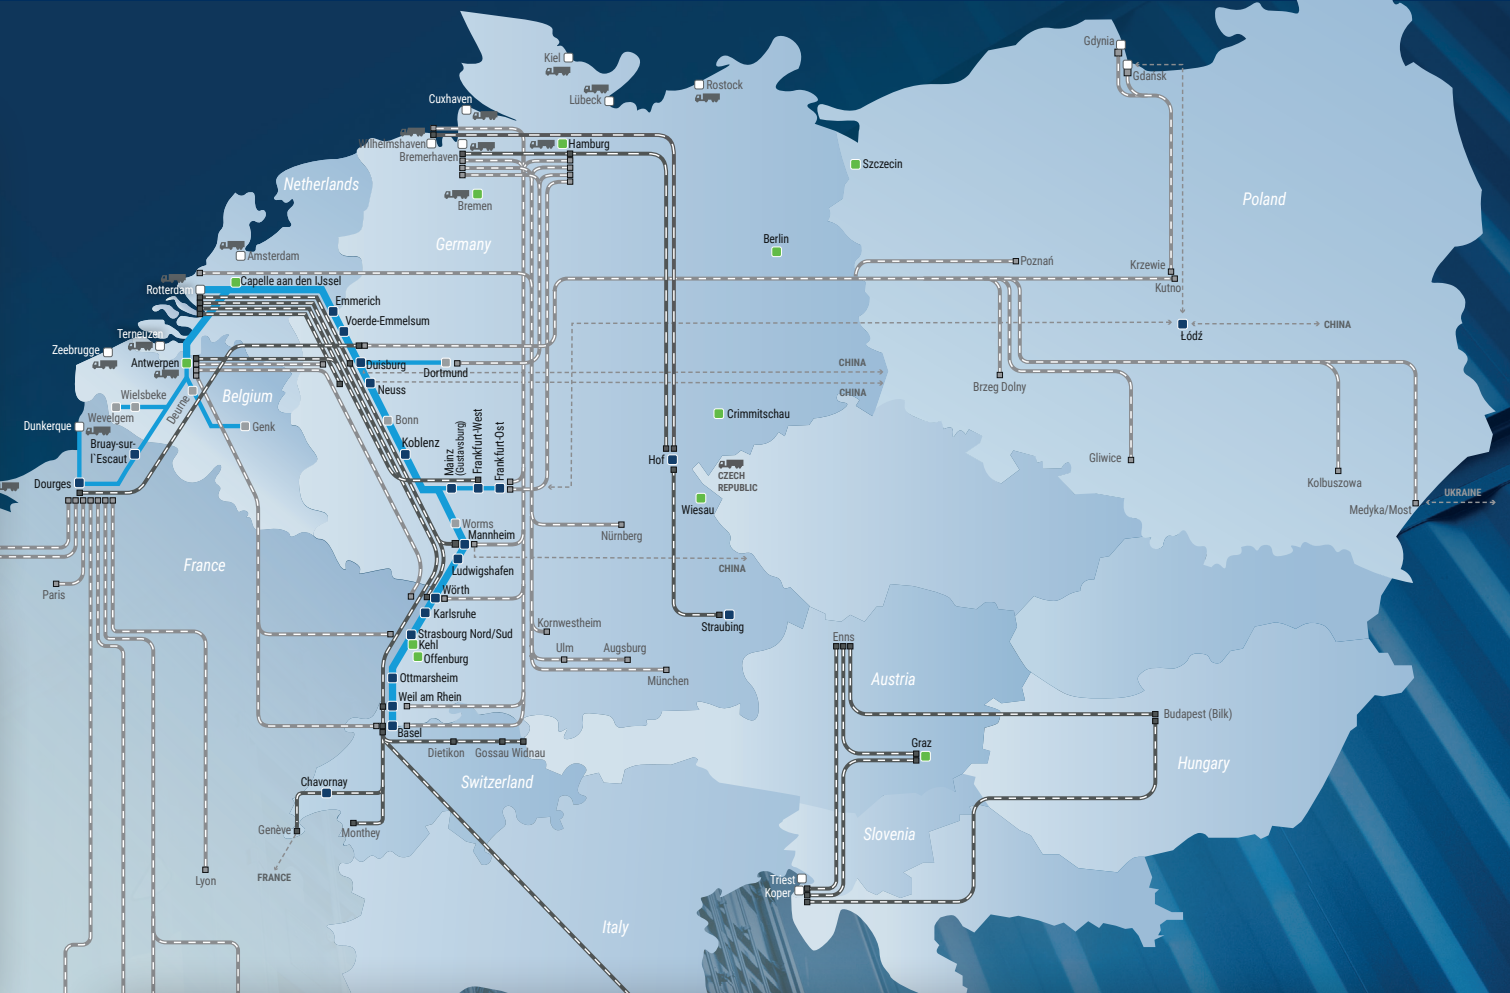 Gdynia
Gdańsk
Kiel
Lübeck
Rostock
Cuxhaven
Wilhelmshaven
Bremerhaven
Hamburg
Szczecin
Netherlands
Bremen
Poland
Germany
Berlin
Amsterdam
Poznań
Krzewie
Kutno
Capelle aan den IJssel
Rotterdam
Emmerich
Voerde-Emmelsum
Łódź
CHINA
Terneuzen
Zeebrugge
Antwerpen
Duisburg
Dortmund
CHINA
CHINA
Neuss
Brzeg Dolny
Belgium
Wielsbeke
Wevelgem
Deurne
Genk
Dunkerque
Bonn
Crimmitschau
Bruay-sur-
l`Escaut
Koblenz
Mainz
(Gustavsburg)
Frankfurt-West
Frankfurt-Ost
Hof
CZECH
REPUBLIC
Gliwice
Dourges
Kolbuszowa
Medyka/Most
UKRAINE
Wiesau
Worms
Mannheim
Nürnberg
France
Ludwigshafen
CHINA
Paris
Wörth
Karlsruhe
Kornwestheim
Straubing
Strasbourg Nord/Sud
Kehl
Offenburg
Ulm
Augsburg
Enns
Ottmarsheim
München
Austria
Weil am Rhein
Basel
Budapest (Bilk)
Dietikon
Gossau
Widnau
Graz
Hungary
Chavornay
Switzerland
Genève
Monthey
Slovenia
FRANCE
Lyon
Triest
Koper
Italy